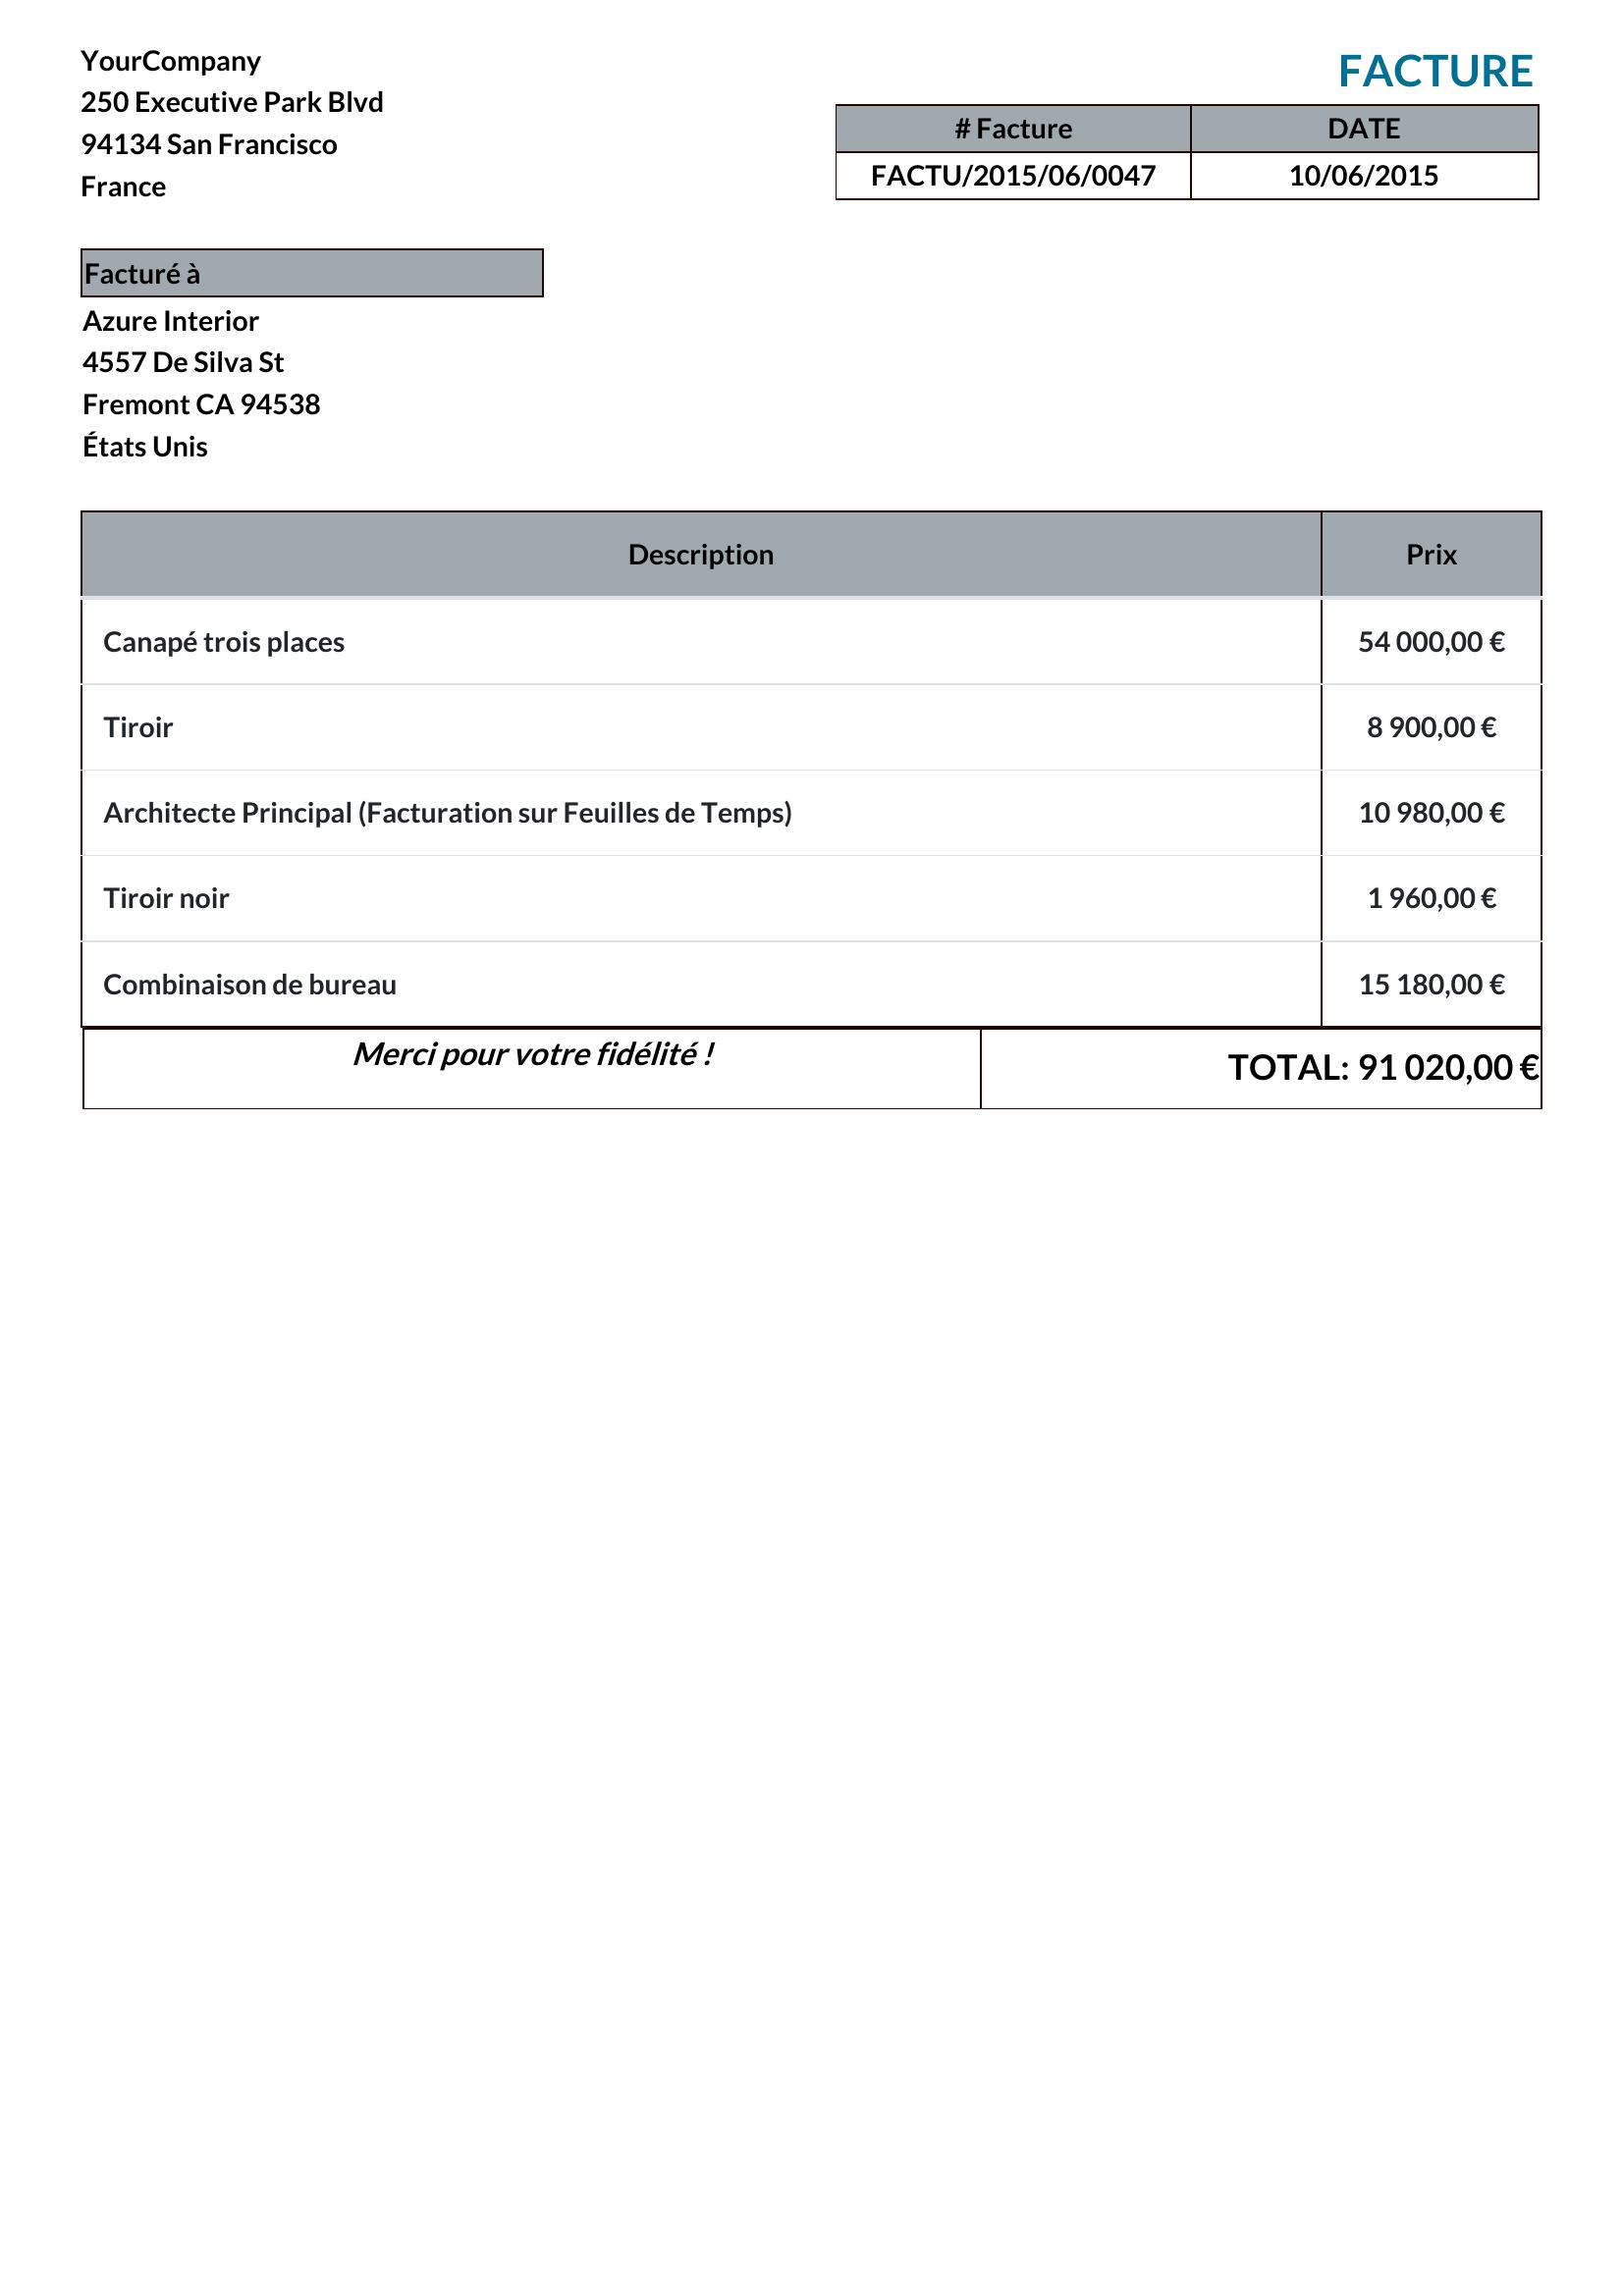 YourCompany
250 Executive Park Blvd
94134 San Francisco
France
FACTURE
# Facture DATE
FACTU/2015/06/0047 10/06/2015
Facturé à
Azure Interior
4557 De Silva St
Fremont CA 94538
États Unis
Description Prix
Canapé trois places 54 000,00 €
Tiroir 8 900,00 €
Architecte Principal (Facturation sur Feuilles de Temps) 10 980,00 €
Tiroir noir 1 960,00 €
Combinaison de bureau 15 180,00 €
Merci pour votre fidélité !
TOTAL: 91 020,00 €